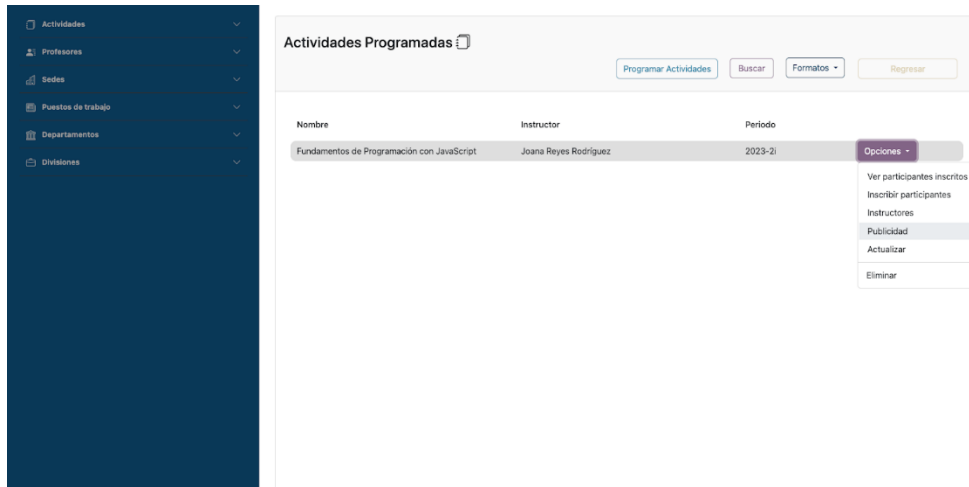 Actividades
Profesores
Sedes
Puestos de trabajo
Departamentos
Divisiones
Actividades Programadas
Programar Actividades Buscar Formatos Regresar
Nombre Instructor Periodo
Fundamentos de Programación con JavaScript Joana Reyes Rodríguez 2023-2i Opciones
Ver participantes inscritos
Inscribir participantes
Instructores
Publicidad
Actualizar
Eliminar